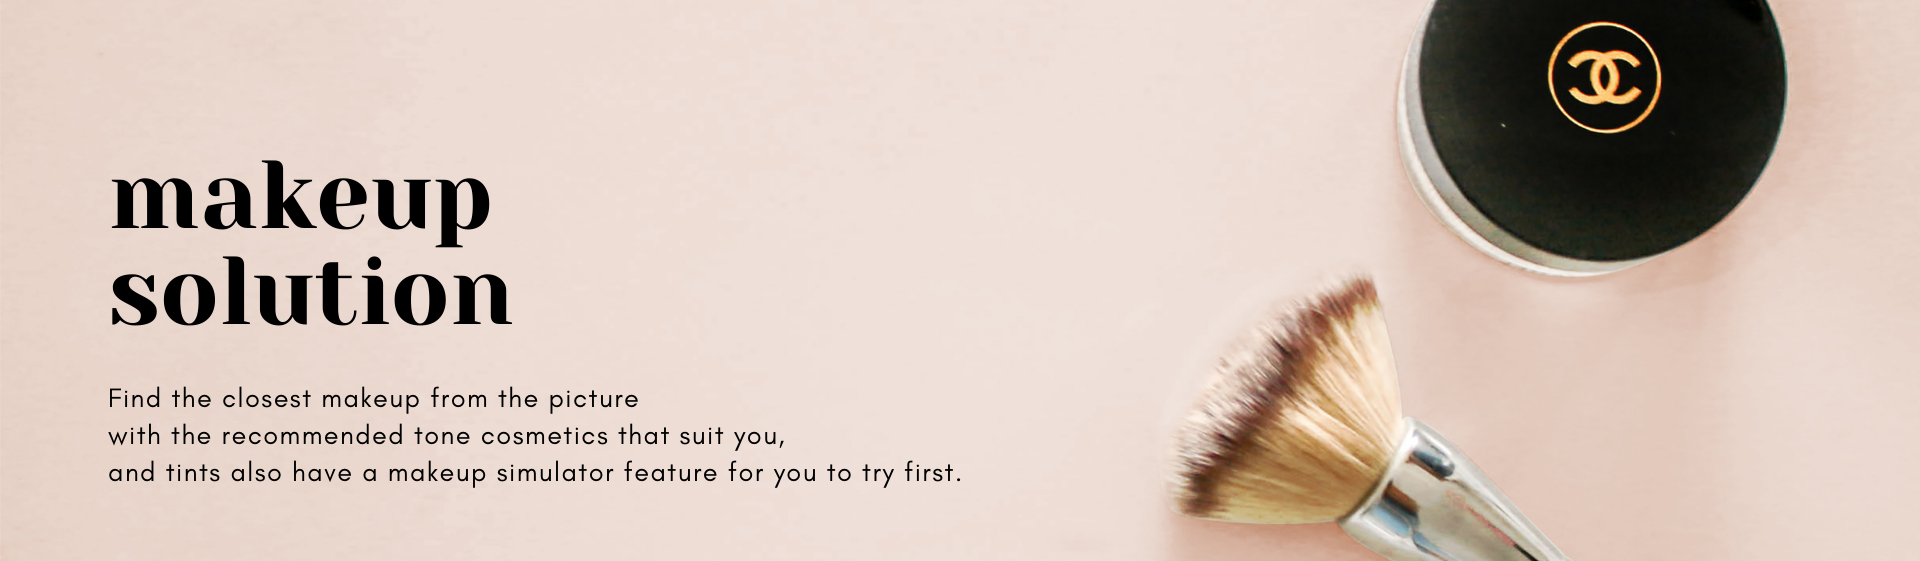 makeup
solution
Find the closest makeup from the picture
with the recommended tone cosmetics that suit you,
and tints also have a makeup simulator feature for you to try first.